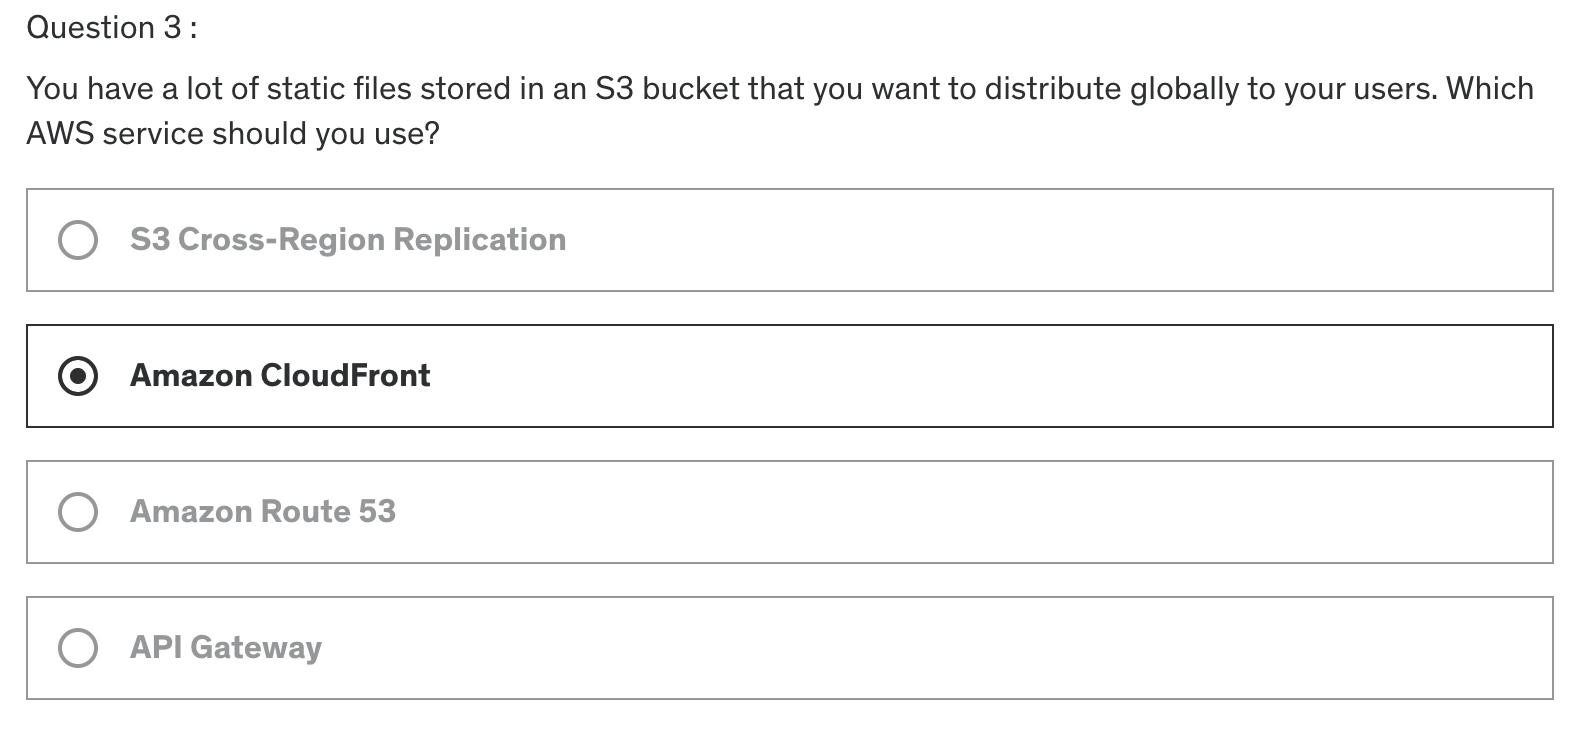 Question 3 :
You have a lot of static files stored in an S3 bucket that you want to distribute globally to your users. Which
AWS service should you use?
S3 Cross-Region Replication
Amazon CloudFront
Amazon Route 53
API Gateway